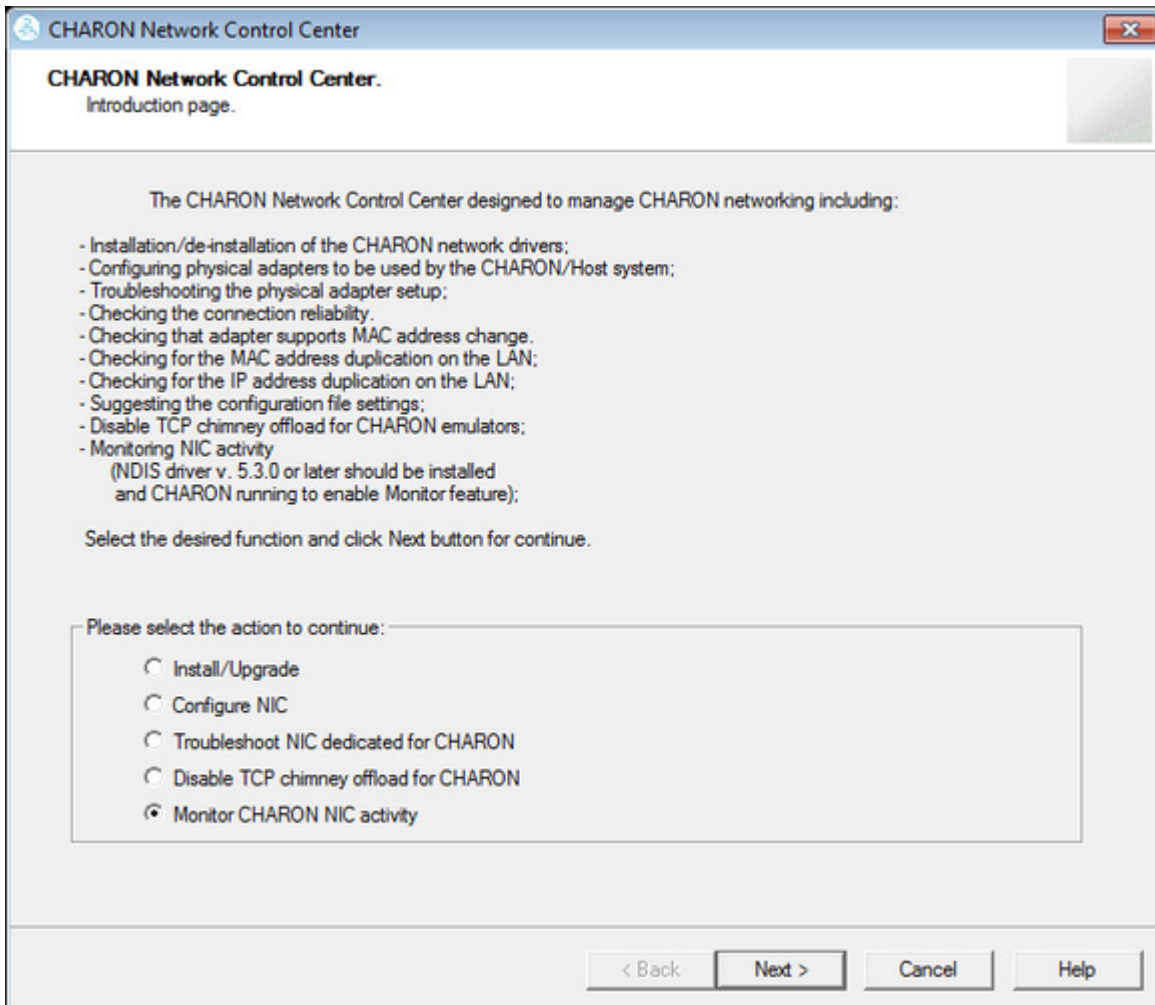 CHARON Network Control Center
CHARON Network Control Center.
Introduction page.
The CHARON Network Control Center designed to manage CHARON networking including:
- Installation/de-installation of the CHARON network drivers;
- Configuring physical adapters to be used by the CHARON/Host system;
- Troubleshooting the physical adapter setup;
- Checking the connection reliability.
- Checking that adapter supports MAC address change.
- Checking for the MAC address duplication on the LAN;
- Checking for the IP address duplication on the LAN;
- Suggesting the configuration file settings;
- Disable TCP chimney offload for CHARON emulators;
- Monitoring NIC activity
(NDIS driver v. 5.3.0 or later should be installed
and CHARON running to enable Monitor feature);
Select the desired function and click Next button for continue.
Please select the action to continue:
Install/Upgrade
Configure NIC
Troubleshoot NIC dedicated for CHARON
Disable TCP chimney offload for CHARON
Monitor CHARON NIC activity
< Back Next > Cancel Help